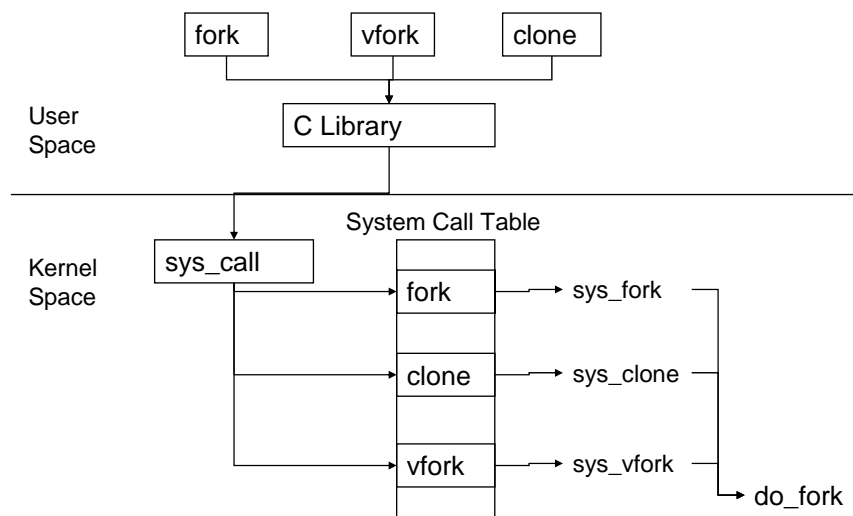 fork
vfork
clone
C Library
User
Space
System Call Table
sys_call
Kernel
Space
fork
sys_fork
clone
sys_clone
vfork
sys_vfork
do_fork